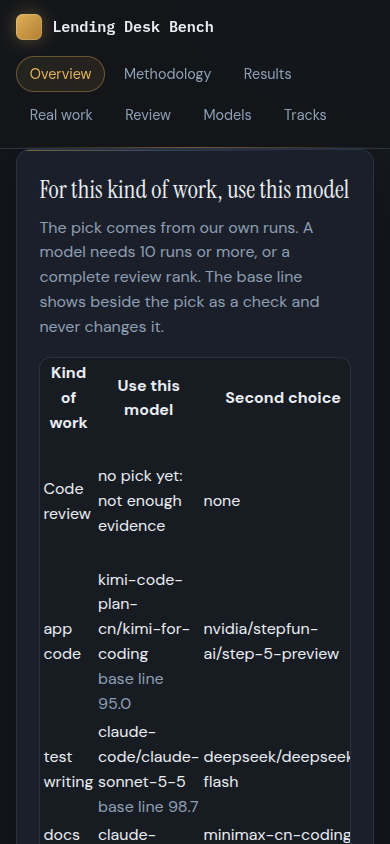 Lending Desk Bench
Overview
Methodology
Results
Real work
Review
Models
Tracks
For this kind of work, use this model
The pick comes from our own runs. A
model needs 10 runs or more, or a
complete review rank. The base line
shows beside the pick as a check and
never changes it.
Kind
of
work
Use this
model
Second choice
Code
review
no pick yet:
not enough
evidence
none
app
code
kimi-code-
plan-
cn/kimi-for-
coding
base line
95.0
nvidia/stepfun-
ai/step-5-preview
test
writing
claude-
code/claude-
sonnet-5-5
base line 98.7
deepseek/deepseek
flash
docs
claude-
minimax-cn-coding